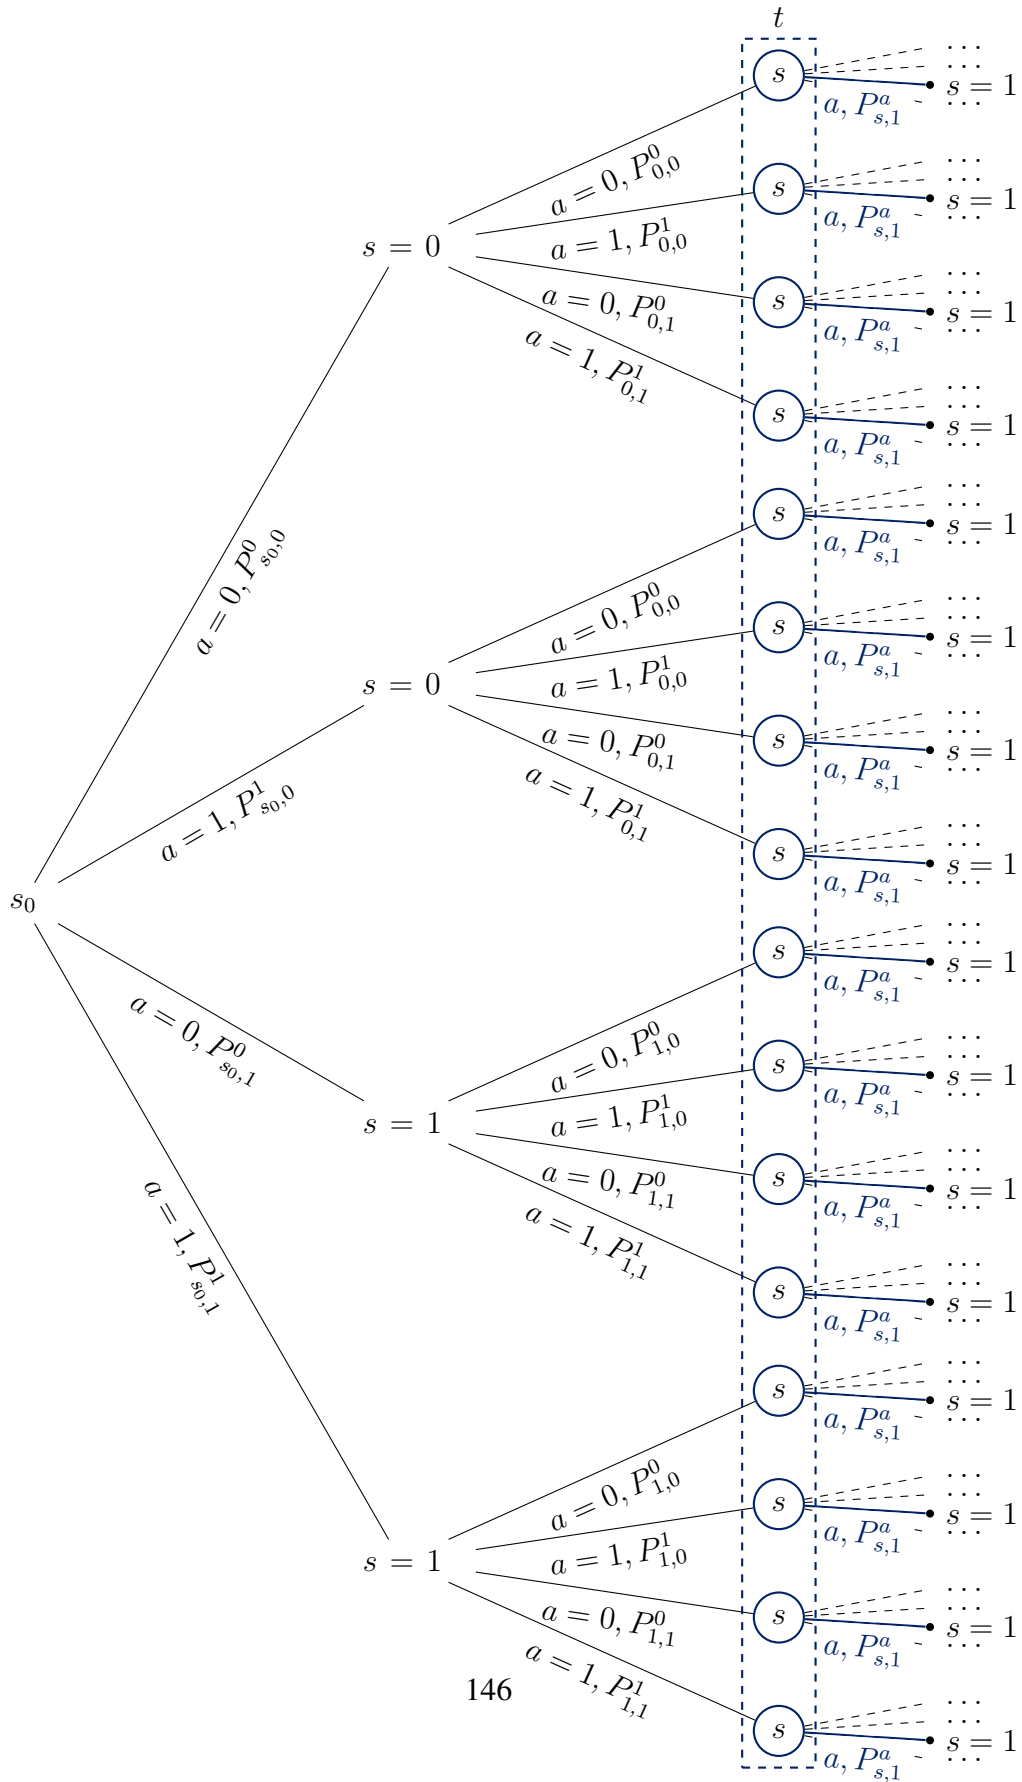 t
s
· · ·
· · ·
s = 1
· · ·
a, P^a_{s,1}
a = 0, P^0_{0,0}
s
· · ·
· · ·
s = 1
· · ·
a, P^a_{s,1}
s = 0
a = 1, P^1_{0,0}
s
· · ·
· · ·
s = 1
· · ·
a, P^a_{s,1}
a = 0, P^0_{0,1}
a = 1, P^1_{0,1}
s
· · ·
· · ·
s = 1
· · ·
a, P^a_{s,1}
s
· · ·
· · ·
s = 1
· · ·
a, P^a_{s,1}
a = 0, P^0_{s_0,0}
a = 0, P^0_{0,0}
s
· · ·
· · ·
s = 1
· · ·
a, P^a_{s,1}
s = 0
a = 1, P^1_{0,0}
s
· · ·
· · ·
s = 1
· · ·
a, P^a_{s,1}
a = 0, P^0_{0,1}
a = 1, P^1_{0,1}
a = 1, P^1_{s_0,0}
s
· · ·
· · ·
s = 1
· · ·
a, P^a_{s,1}
s_0
s
· · ·
· · ·
s = 1
· · ·
a, P^a_{s,1}
a = 0, P^0_{s_0,1}
a = 0, P^0_{1,0}
s
· · ·
· · ·
s = 1
· · ·
a, P^a_{s,1}
s = 1
a = 1, P^1_{1,0}
s
· · ·
· · ·
s = 1
· · ·
a, P^a_{s,1}
a = 0, P^0_{1,1}
a = 1, P^1_{1,1}
a = 1, P^1_{s_0,1}
s
· · ·
· · ·
s = 1
· · ·
a, P^a_{s,1}
s
· · ·
· · ·
s = 1
· · ·
a, P^a_{s,1}
a = 0, P^0_{1,0}
s
· · ·
· · ·
s = 1
· · ·
a, P^a_{s,1}
s = 1
a = 1, P^1_{1,0}
s
· · ·
· · ·
s = 1
· · ·
a, P^a_{s,1}
a = 0, P^0_{1,1}
a = 1, P^1_{1,1}
146
s
· · ·
· · ·
s = 1
· · ·
a, P^a_{s,1}